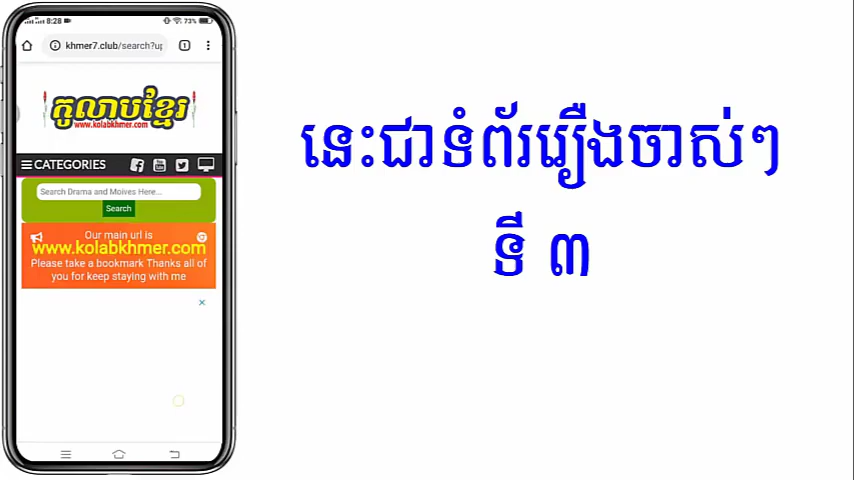 8:28
73%
khmer7.club/search?up
1
កូលាបខ្មែរ
www.kolabkhmer.com
CATEGORIES
Search Drama and Moives Here...
Search
Our main url is
www.kolabkhmer.com
Please take a bookmark Thanks all of
you for keep staying with me
នេះជាទំព័ររឿងចាស់ៗ
ទី ៣